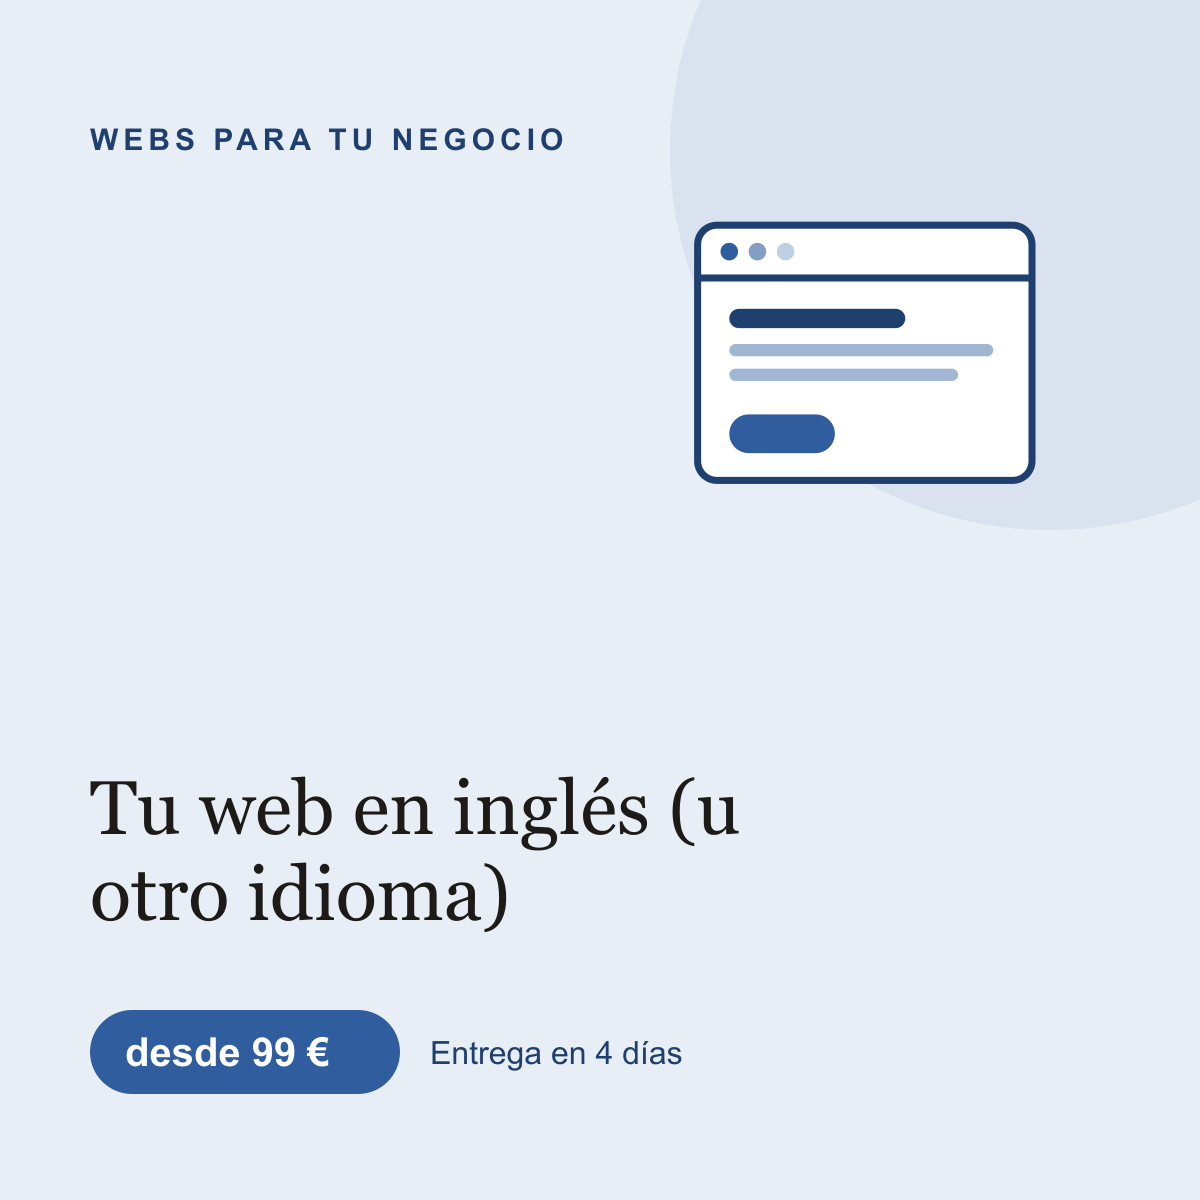 WEBS PARA TU NEGOCIO
Tu web en inglés (u
otro idioma)
desde 99 €
Entrega en 4 días